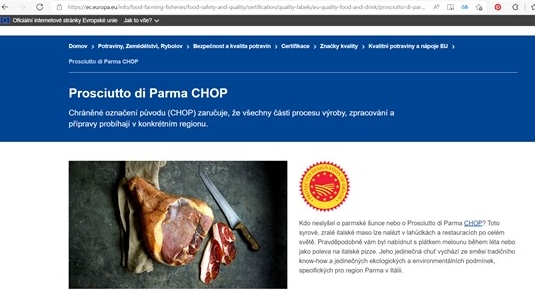 https://ec.europa.eu/info/food-farming-fisheries/food-safety-and-quality/certification/quality-labels/eu-quality-food-and-drink/prosciutto-di-par...
Oficiální internetové stránky Evropské unie Jak to víte?
Domov > Potraviny, Zemědělství, Rybolov > Bezpečnost a kvalita potravin > Certifikace > Značky kvality > Kvalitní potraviny a nápoje EU >
Prosciutto di Parma CHOP
Prosciutto di Parma CHOP
Chráněné označení původu (CHOP) zaručuje, že všechny části procesu výroby, zpracování a
přípravy probíhají v konkrétním regionu.
Kdo neslyšel o parmské šunce nebo o Prosciutto di Parma CHOP? Toto
syrové, zralé italské maso lze nalézt v lahůdkách a restauracích po celém
světě. Pravděpodobně vám byl nabídnut s plátkem melounu během léta nebo
jako poleva na italské pizze. Jeho jedinečná chuť vychází ze směsi tradičního
know-how a jedinečných ekologických a environmentálních podmínek,
specifických pro region Parma v Itálii.